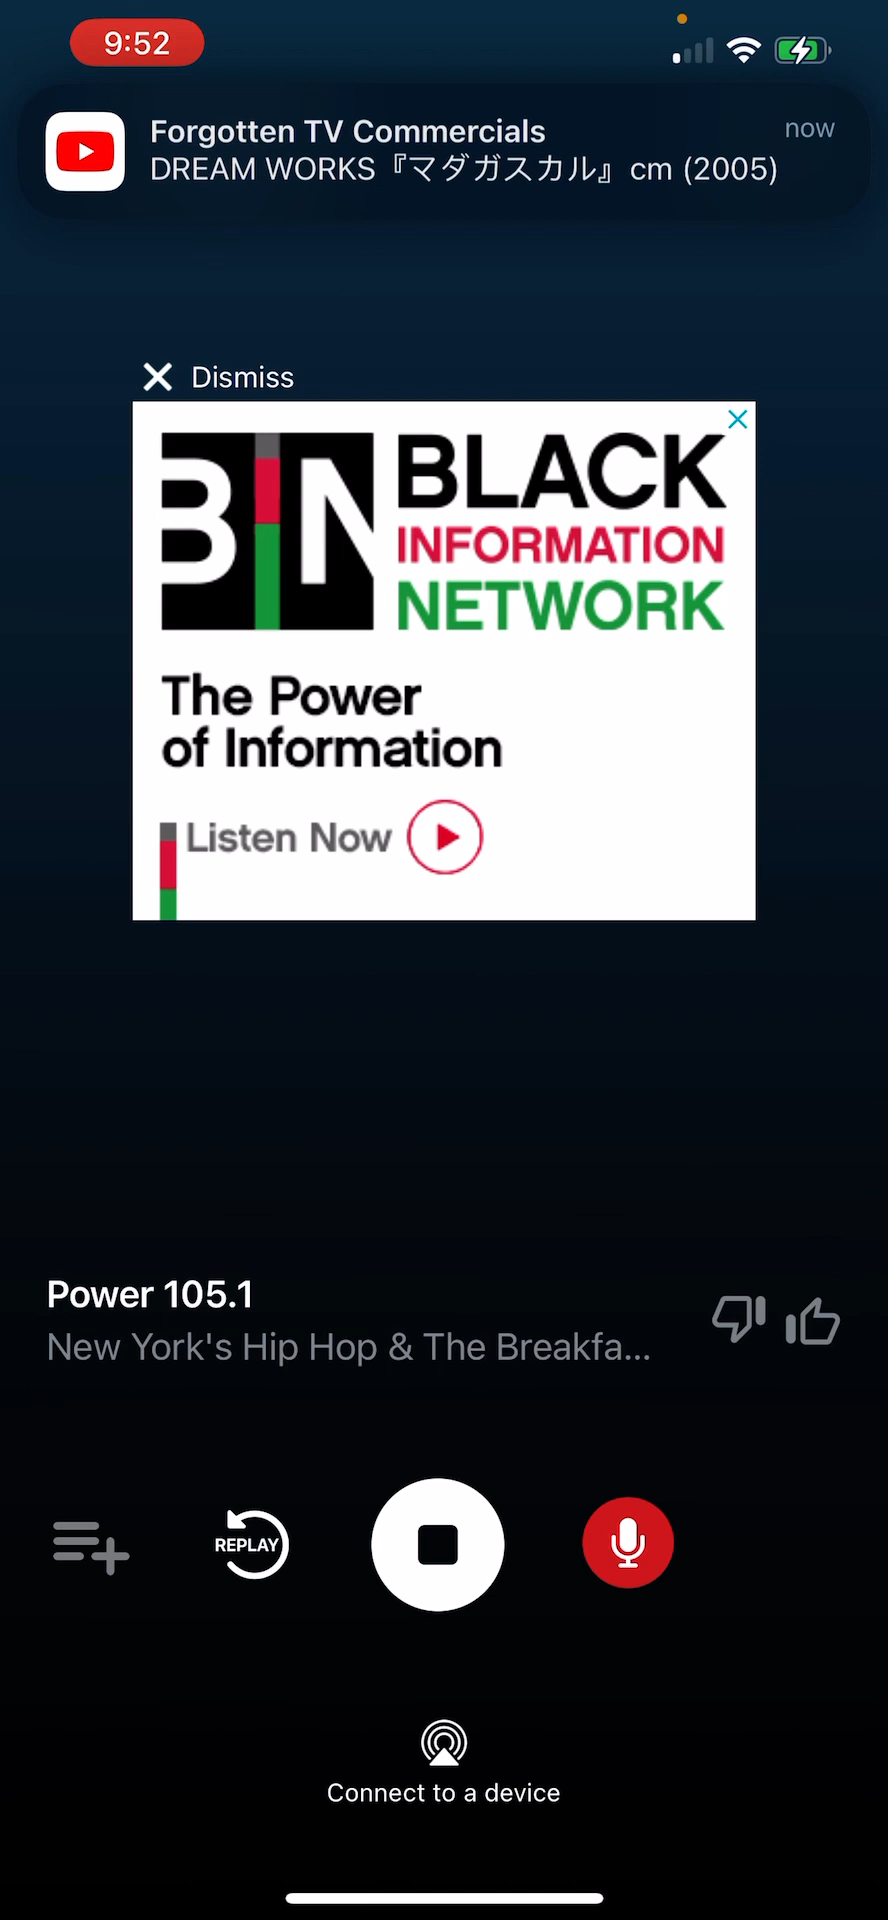 9:52
Forgotten TV Commercials
now
DREAM WORKS『マダガスカル』cm (2005)
Dismiss
BIN
BLACK
INFORMATION
NETWORK
The Power
of Information
Listen Now
Power 105.1
New York's Hip Hop & The Breakfa...
REPLAY
Connect to a device